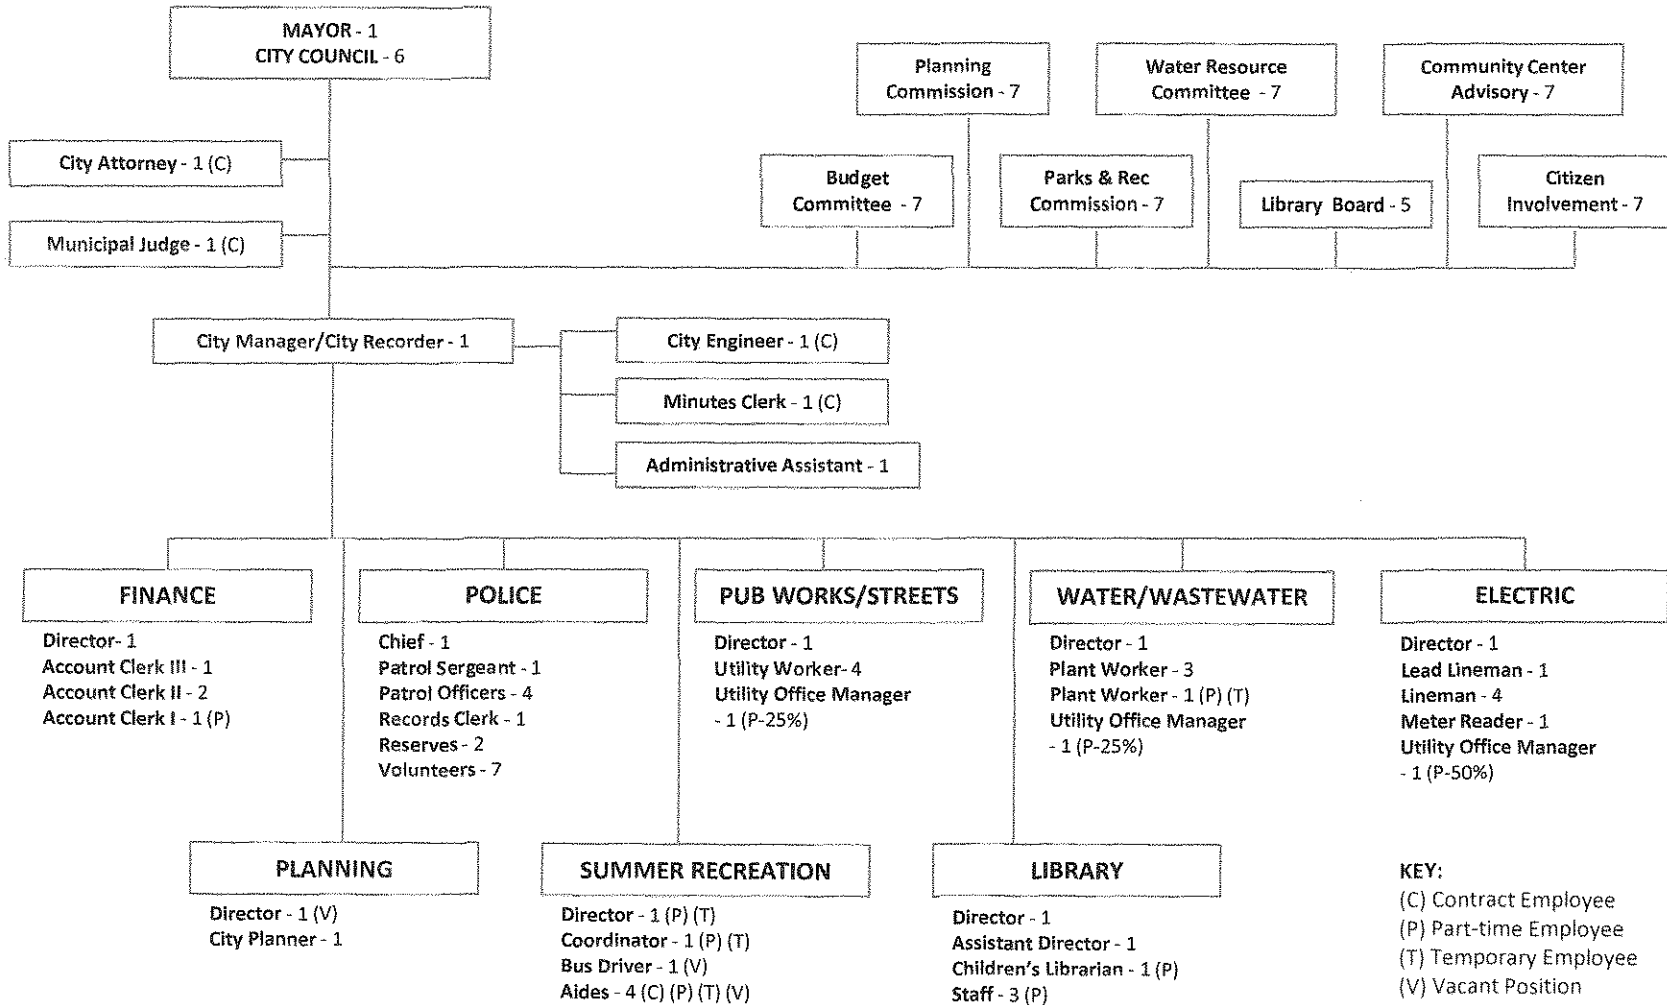 MAYOR - 1
CITY COUNCIL - 6
Planning
Commission - 7
Water Resource
Committee - 7
Community Center
Advisory - 7
City Attorney - 1 (C)
Budget
Committee - 7
Parks & Rec
Commission - 7
Library Board - 5
Citizen
Involvement - 7
Municipal Judge - 1 (C)
City Manager/City Recorder - 1
City Engineer - 1 (C)
Minutes Clerk - 1 (C)
Administrative Assistant - 1
FINANCE
Director- 1
Account Clerk III - 1
Account Clerk II - 2
Account Clerk I - 1 (P)
POLICE
Chief - 1
Patrol Sergeant - 1
Patrol Officers - 4
Records Clerk - 1
Reserves - 2
Volunteers - 7
PUB WORKS/STREETS
Director - 1
Utility Worker- 4
Utility Office Manager
- 1 (P-25%)
WATER/WASTEWATER
Director - 1
Plant Worker - 3
Plant Worker - 1 (P) (T)
Utility Office Manager
- 1 (P-25%)
ELECTRIC
Director - 1
Lead Lineman - 1
Lineman - 4
Meter Reader - 1
Utility Office Manager
- 1 (P-50%)
PLANNING
Director - 1 (V)
City Planner - 1
SUMMER RECREATION
Director - 1 (P) (T)
Coordinator - 1 (P) (T)
Bus Driver - 1 (V)
Aides - 4 (C) (P) (T) (V)
LIBRARY
Director - 1
Assistant Director - 1
Children's Librarian - 1 (P)
Staff - 3 (P)
KEY:
(C) Contract Employee
(P) Part-time Employee
(T) Temporary Employee
(V) Vacant Position